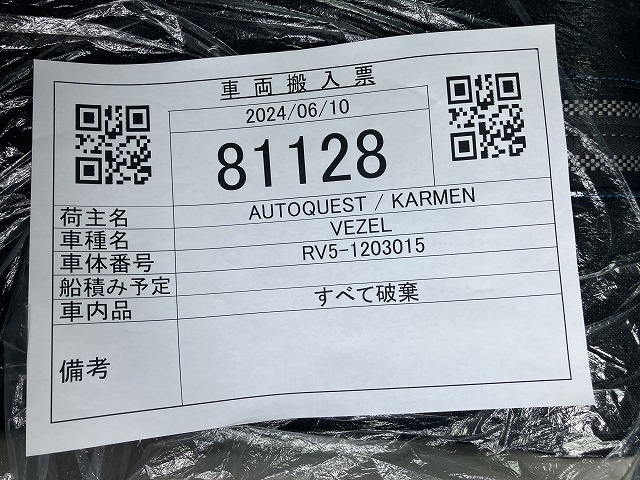 車両搬入票
2024/06/10
81128
荷主名 AUTOQUEST / KARMEN
車種名 VEZEL
車体番号 RV5-1203015
船積み予定
車内品 すべて破棄
備考